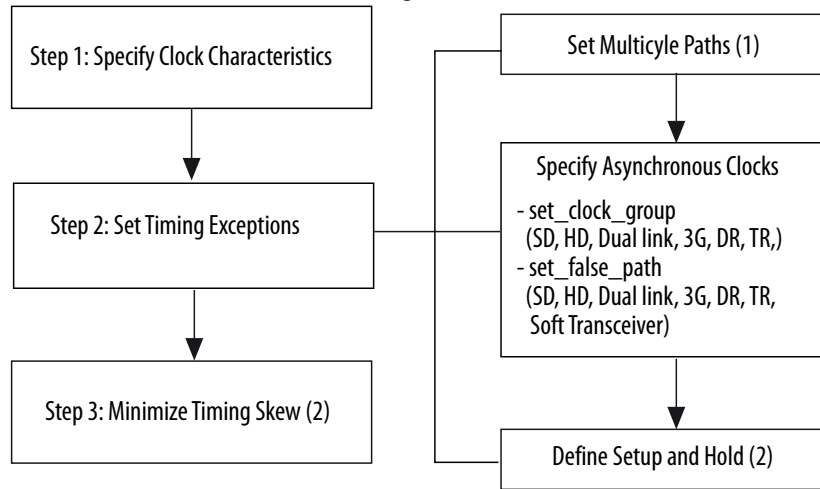 Step 1: Specify Clock Characteristics
Step 2: Set Timing Exceptions
Step 3: Minimize Timing Skew (2)
Set Multicyle Paths (1)
Specify Asynchronous Clocks
- set_clock_group
(SD, HD, Dual link, 3G, DR, TR,)
- set_false_path
(SD, HD, Dual link, 3G, DR, TR,
Soft Transceiver)
Define Setup and Hold (2)